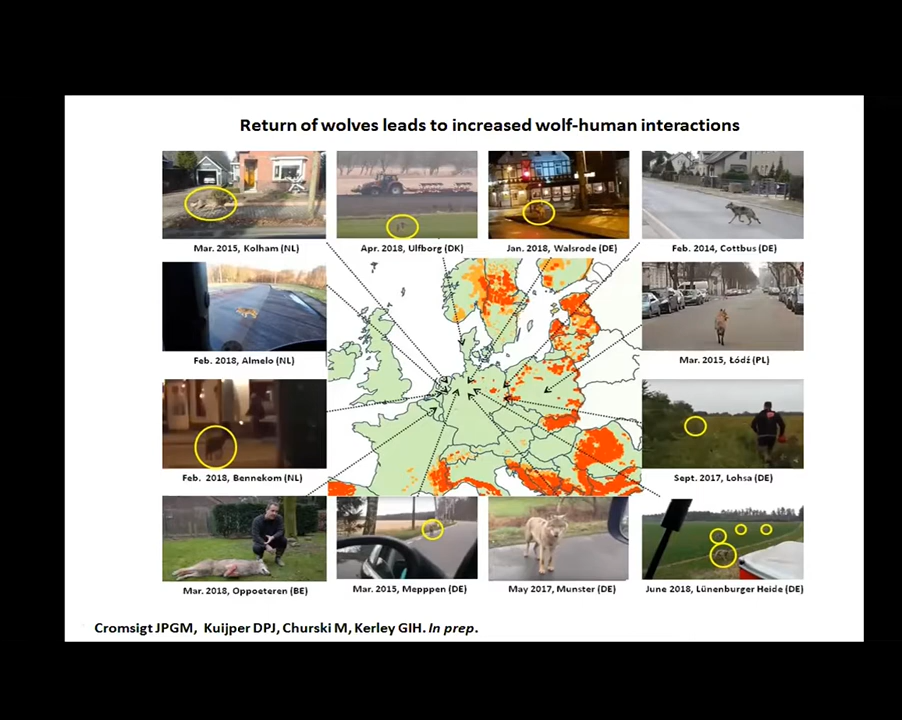 Return of wolves leads to increased wolf-human interactions
Mar. 2015, Kolham (NL)
Apr. 2018, Ulfborg (DK)
Jan. 2018, Walsrode (DE)
Feb. 2014, Cottbus (DE)
Feb. 2018, Almelo (NL)
Mar. 2015, Łódź (PL)
Feb. 2018, Bennekom (NL)
Sept. 2017, Lohsa (DE)
Mar. 2018, Oppoeteren (BE)
Mar. 2015, Mepppen (DE)
May 2017, Munster (DE)
June 2018, Lünenburger Heide (DE)
Cromsigt JPGM, Kuijper DPJ, Churski M, Kerley GIH. In prep.